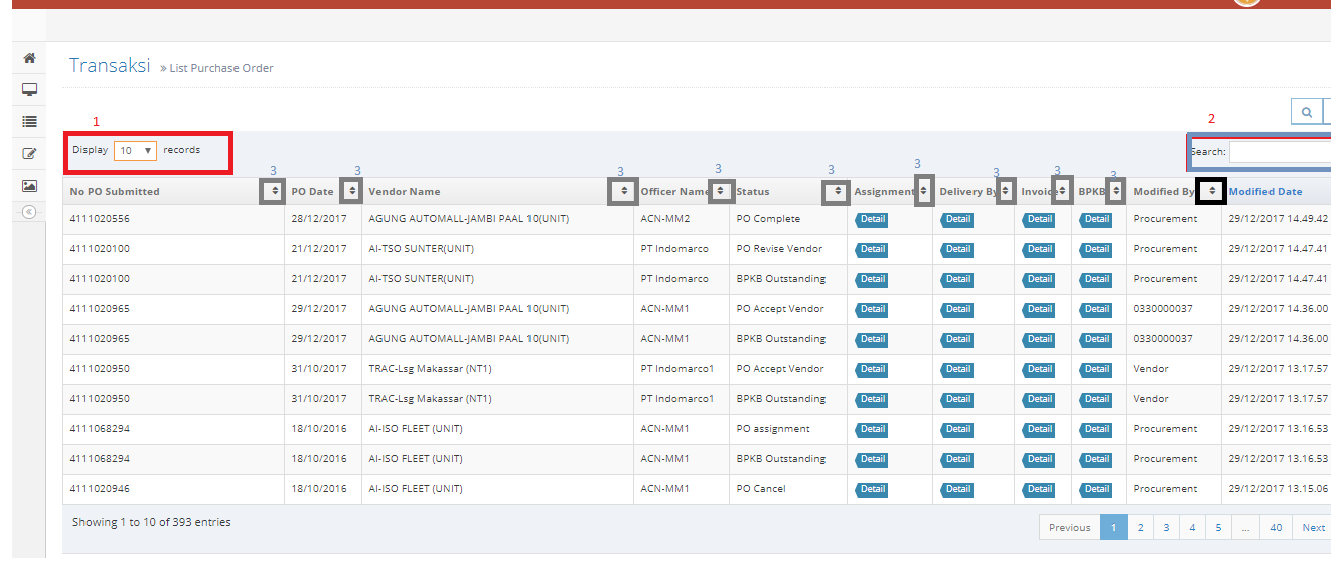 Transaksi » List Purchase Order
1
2
Display 10 records
Search:
3 3 3 3 3 3 3 3 3
No PO Submitted PO Date Vendor Name Officer Name Status Assignment Delivery By Invoice BPKB Modified By Modified Date
4111020556 28/12/2017 AGUNG AUTOMALL-JAMBI PAAL 10(UNIT) ACN-MM2 PO Complete Detail Detail Detail Detail Procurement 29/12/2017 14.49.42
4111020100 21/12/2017 AI-TSO SUNTER(UNIT) PT Indomarco PO Revise Vendor Detail Detail Detail Detail Procurement 29/12/2017 14.47.41
4111020100 21/12/2017 AI-TSO SUNTER(UNIT) PT Indomarco BPKB Outstanding Detail Detail Detail Detail Procurement 29/12/2017 14.47.41
4111020965 29/12/2017 AGUNG AUTOMALL-JAMBI PAAL 10(UNIT) ACN-MM1 PO Accept Vendor Detail Detail Detail Detail 0330000037 29/12/2017 14.36.00
4111020965 29/12/2017 AGUNG AUTOMALL-JAMBI PAAL 10(UNIT) ACN-MM1 BPKB Outstanding Detail Detail Detail Detail 0330000037 29/12/2017 14.36.00
4111020950 31/10/2017 TRAC-Lsg Makassar (NT1) PT Indomarco1 PO Accept Vendor Detail Detail Detail Detail Vendor 29/12/2017 13.17.57
4111020950 31/10/2017 TRAC-Lsg Makassar (NT1) PT Indomarco1 BPKB Outstanding Detail Detail Detail Detail Vendor 29/12/2017 13.17.57
4111068294 18/10/2016 AI-ISO FLEET (UNIT) ACN-MM1 PO assignment Detail Detail Detail Detail Procurement 29/12/2017 13.16.53
4111068294 18/10/2016 AI-ISO FLEET (UNIT) ACN-MM1 BPKB Outstanding Detail Detail Detail Detail Procurement 29/12/2017 13.16.53
4111020946 18/10/2016 AI-ISO FLEET (UNIT) ACN-MM1 PO Cancel Detail Detail Detail Detail Procurement 29/12/2017 13.15.06
Showing 1 to 10 of 393 entries
Previous 1 2 3 4 5 ... 40 Next